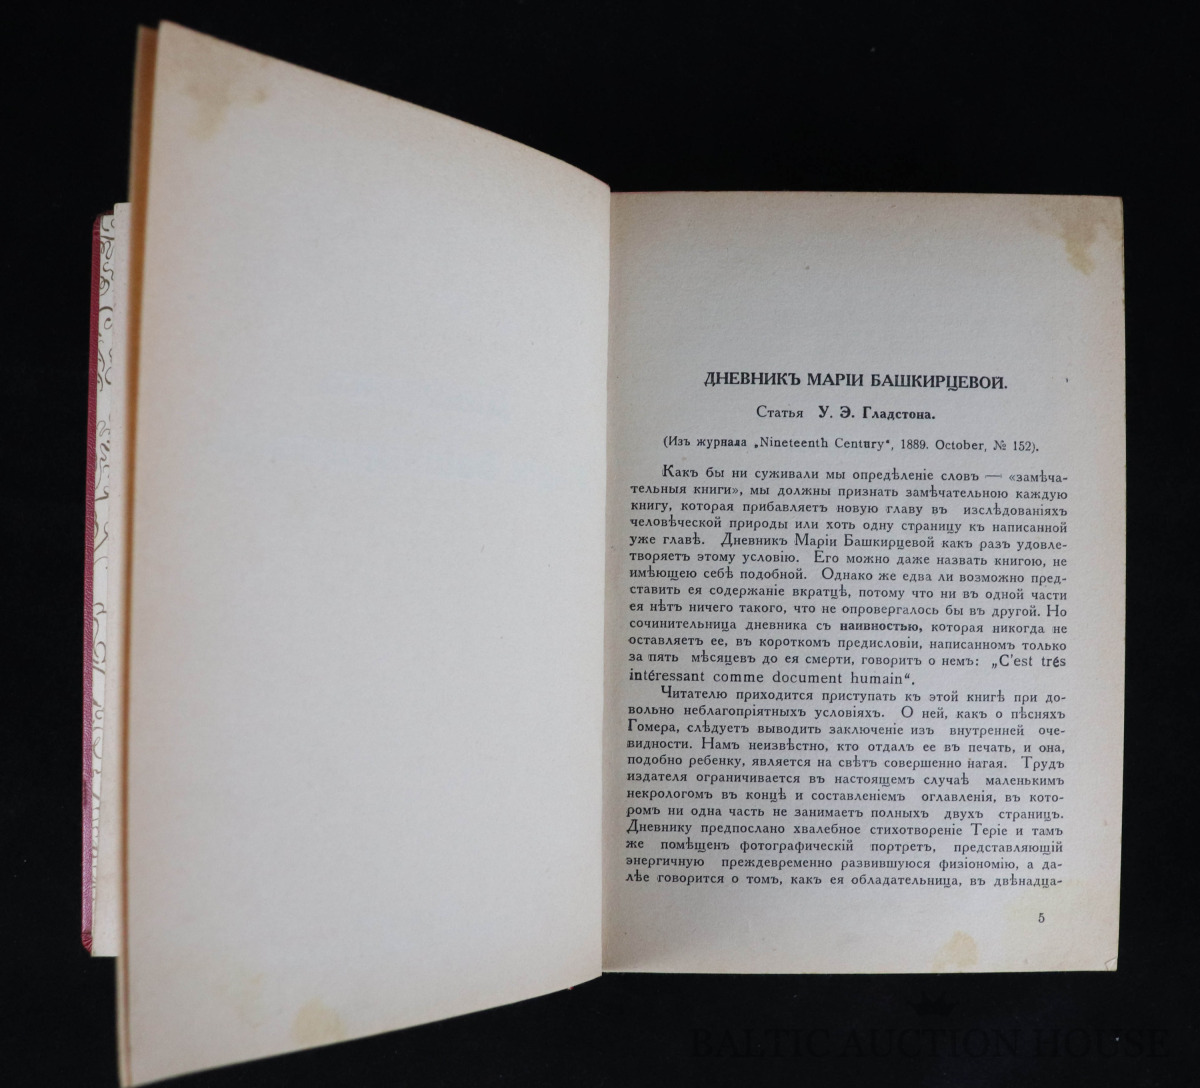 ДНЕВНИКЪ МАРІИ БАШКИРЦЕВОЙ.
Статья У. Э. Гладстона.
(Изъ журнала „Nineteenth Century“, 1889. October, № 152).
Какъ бы ни суживали мы опредѣленіе словъ — «замѣча-
тельныя книги», мы должны признать замѣчательною каждую
книгу, которая прибавляетъ новую главу въ изслѣдованіяхъ
человѣческой природы или хоть одну страницу къ написанной
уже главѣ. Дневникъ Маріи Башкирцевой какъ разъ удовле-
творяетъ этому условію. Его можно даже назвать книгою, не
имѣющею себѣ подобной. Однако же едва ли возможно пред-
ставить ея содержаніе вкратцѣ, потому что ни въ одной части
ея нѣтъ ничего такого, что не опровергалось бы въ другой. Но
сочинительница дневника съ наивностью, которая никогда не
оставляетъ ее, въ короткомъ предисловіи, написанномъ только
за пять мѣсяцевъ до ея смерти, говоритъ о немъ: „C'est trés
intéressant comme document humain“.
Читателю приходится приступать къ этой книгѣ при до-
вольно неблагопріятныхъ условіяхъ. О ней, какъ о пѣсняхъ
Гомера, слѣдуетъ выводить заключеніе изъ внутренней оче-
видности. Намъ неизвѣстно, кто отдалъ ее въ печать, и она,
подобно ребенку, является на свѣтъ совершенно нагая. Трудъ
издателя ограничивается въ настоящемъ случаѣ маленькимъ
некрологомъ въ концѣ и составленіемъ оглавленія, въ кото-
ромъ ни одна часть не занимаетъ полныхъ двухъ страницъ.
Дневнику предпослано хвалебное стихотвореніе Теріе и тамъ
же помѣщенъ фотографическій портретъ, представляющій
энергичную преждевременно развившуюся физіономію, а да-
лѣе говорится о томъ, какъ ея обладательница, въ двѣнадца-
5
BALTIC AUCTION HOUSE